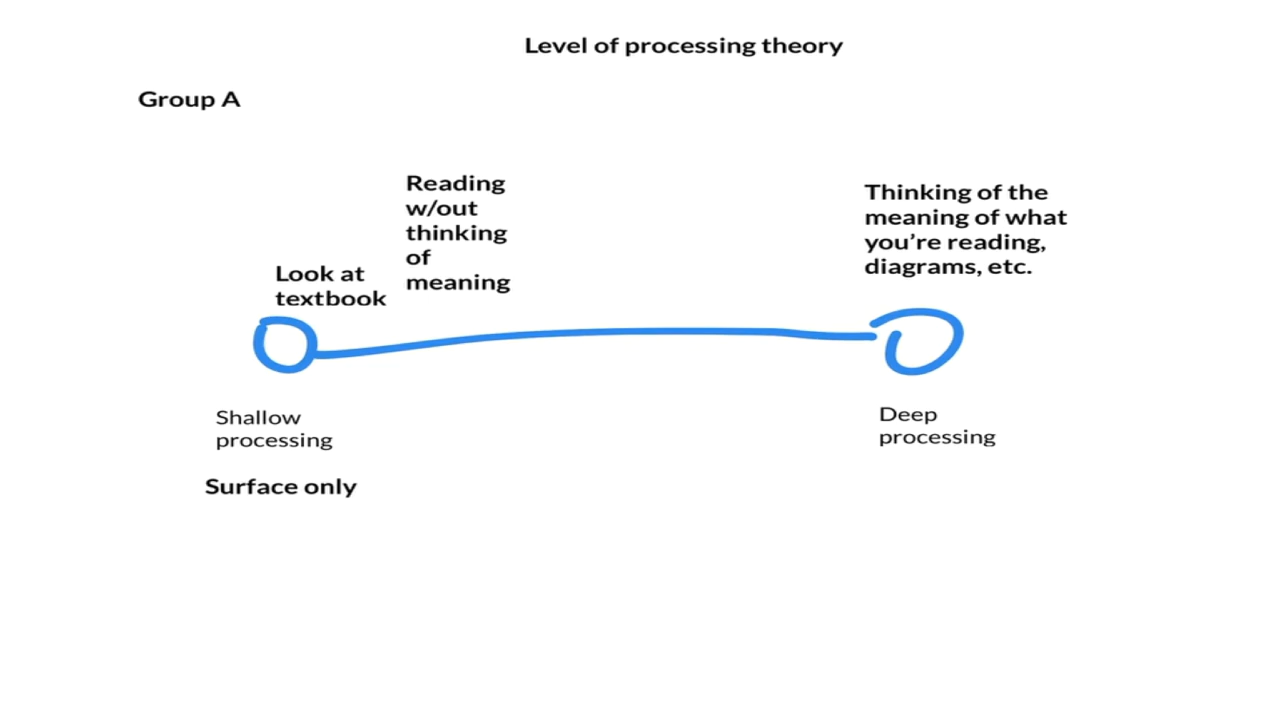 Level of processing theory
Group A
Reading
w/out
thinking
of
meaning
Thinking of the
meaning of what
you’re reading,
diagrams, etc.
Look at
textbook
Shallow
processing
Deep
processing
Surface only